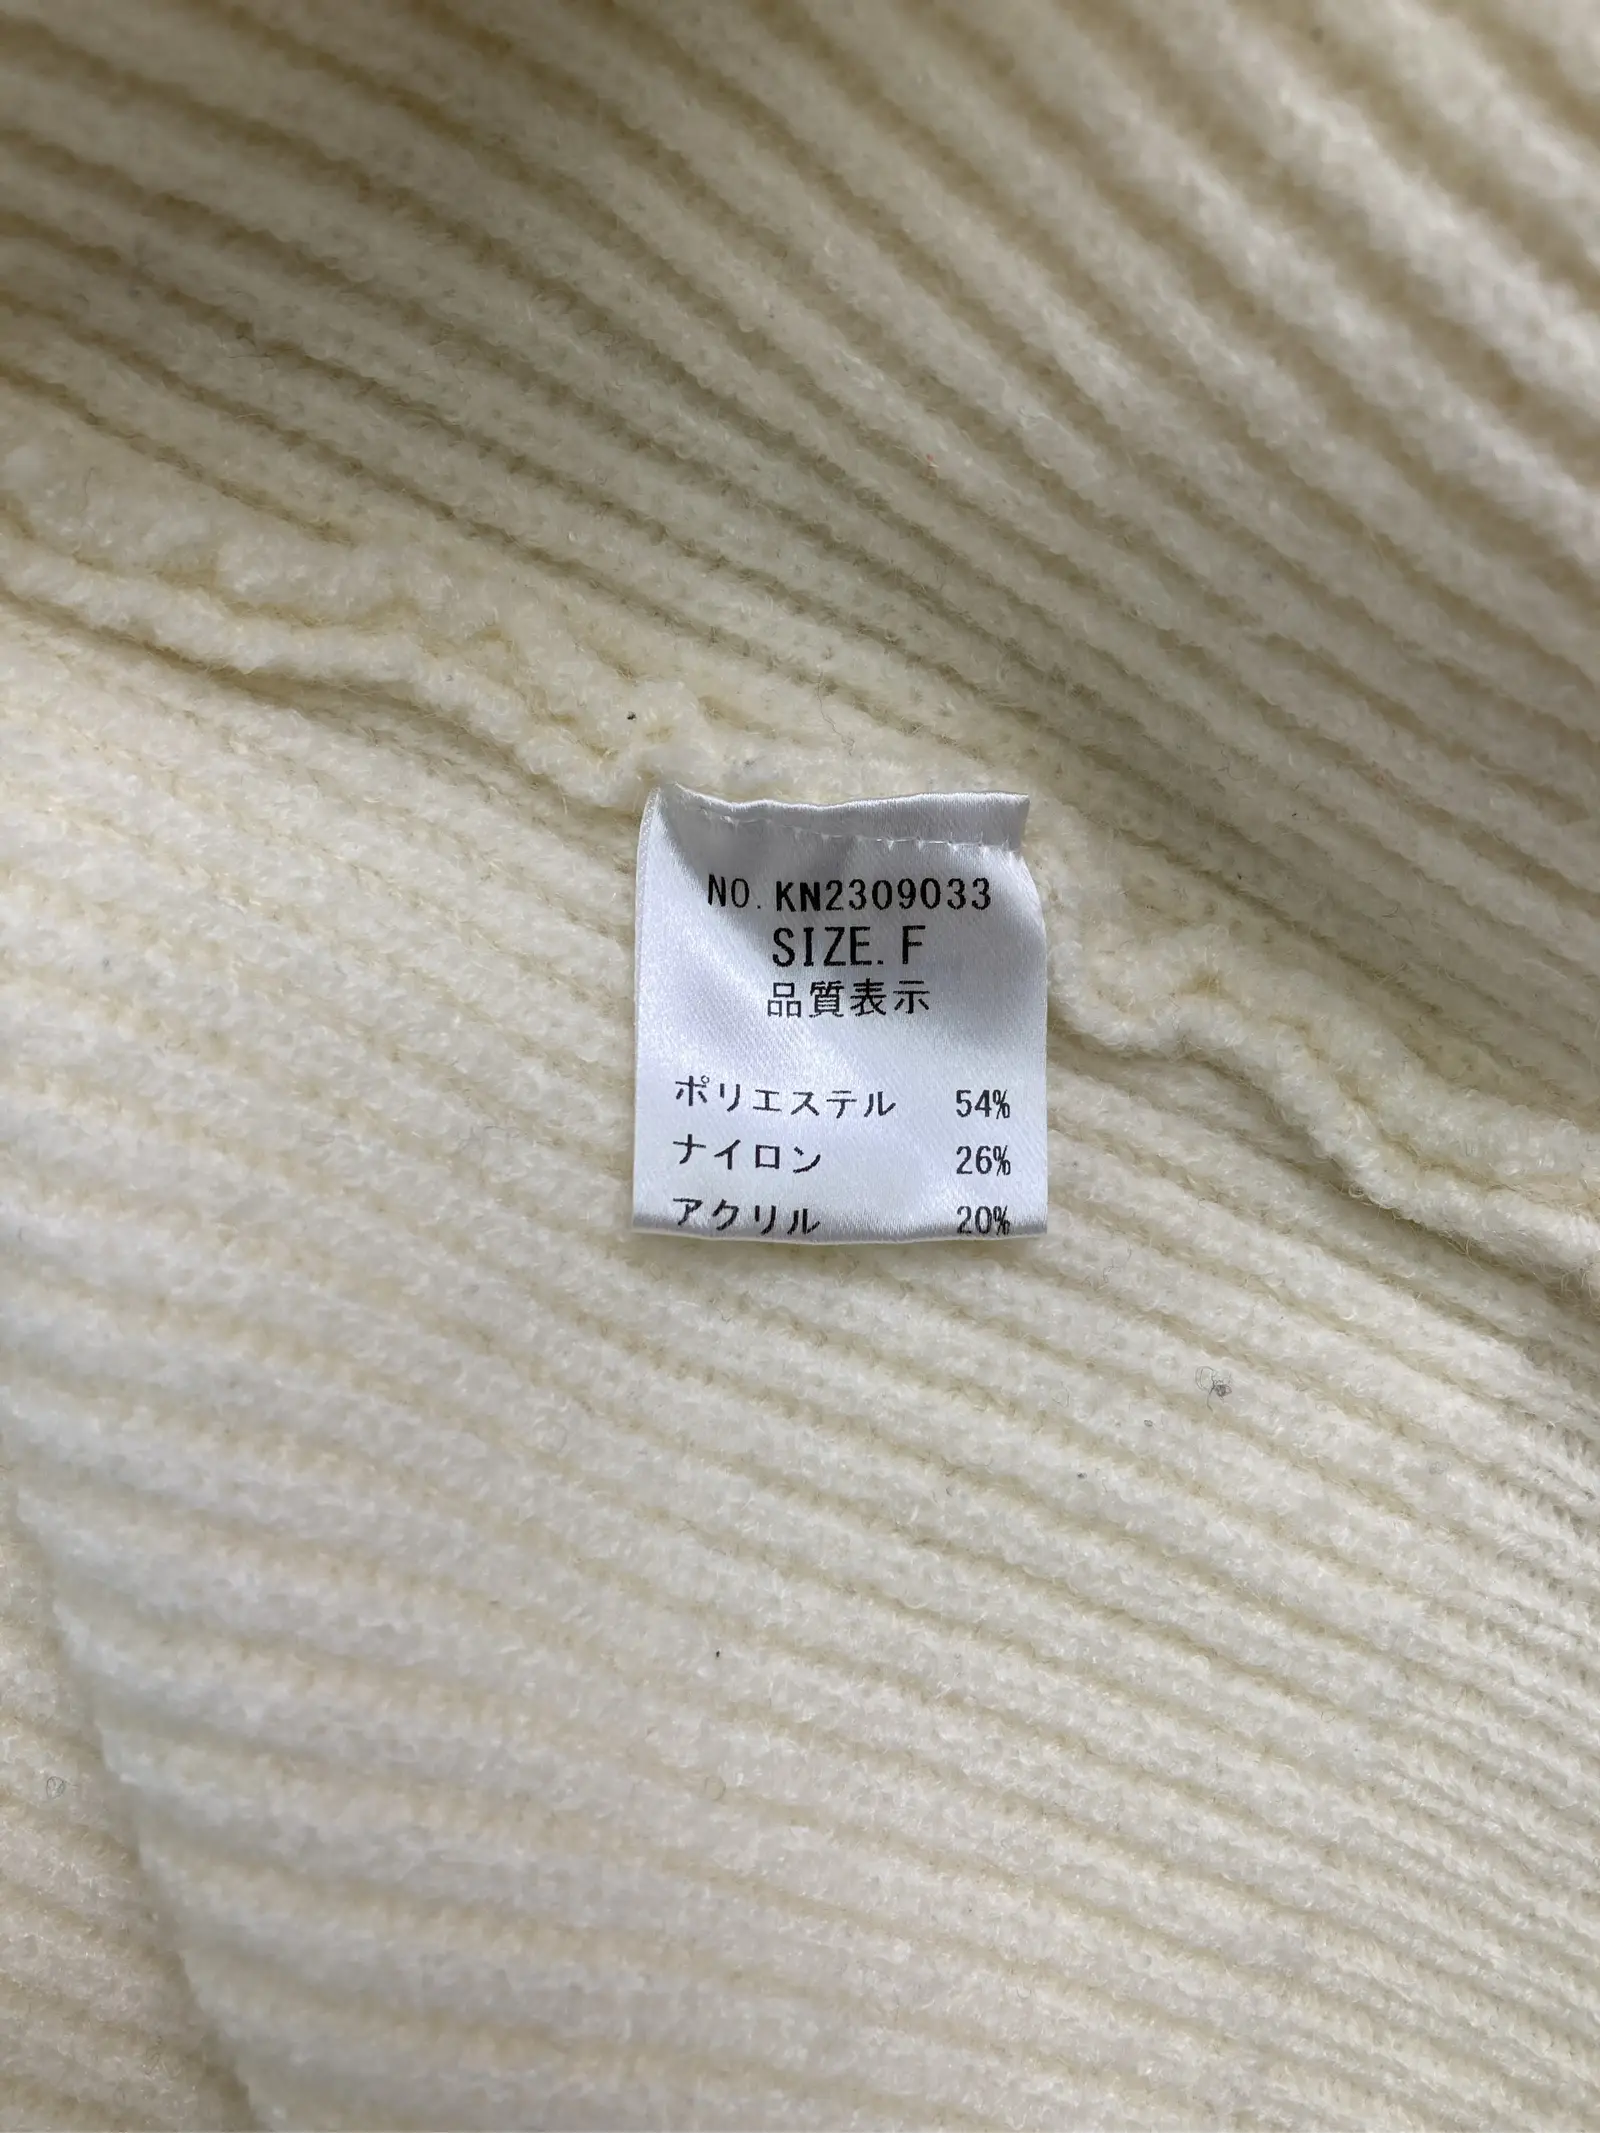 NO. KN2309033
SIZE. F
品質表示
ポリエステル 54%
ナイロン 26%
アクリル 20%